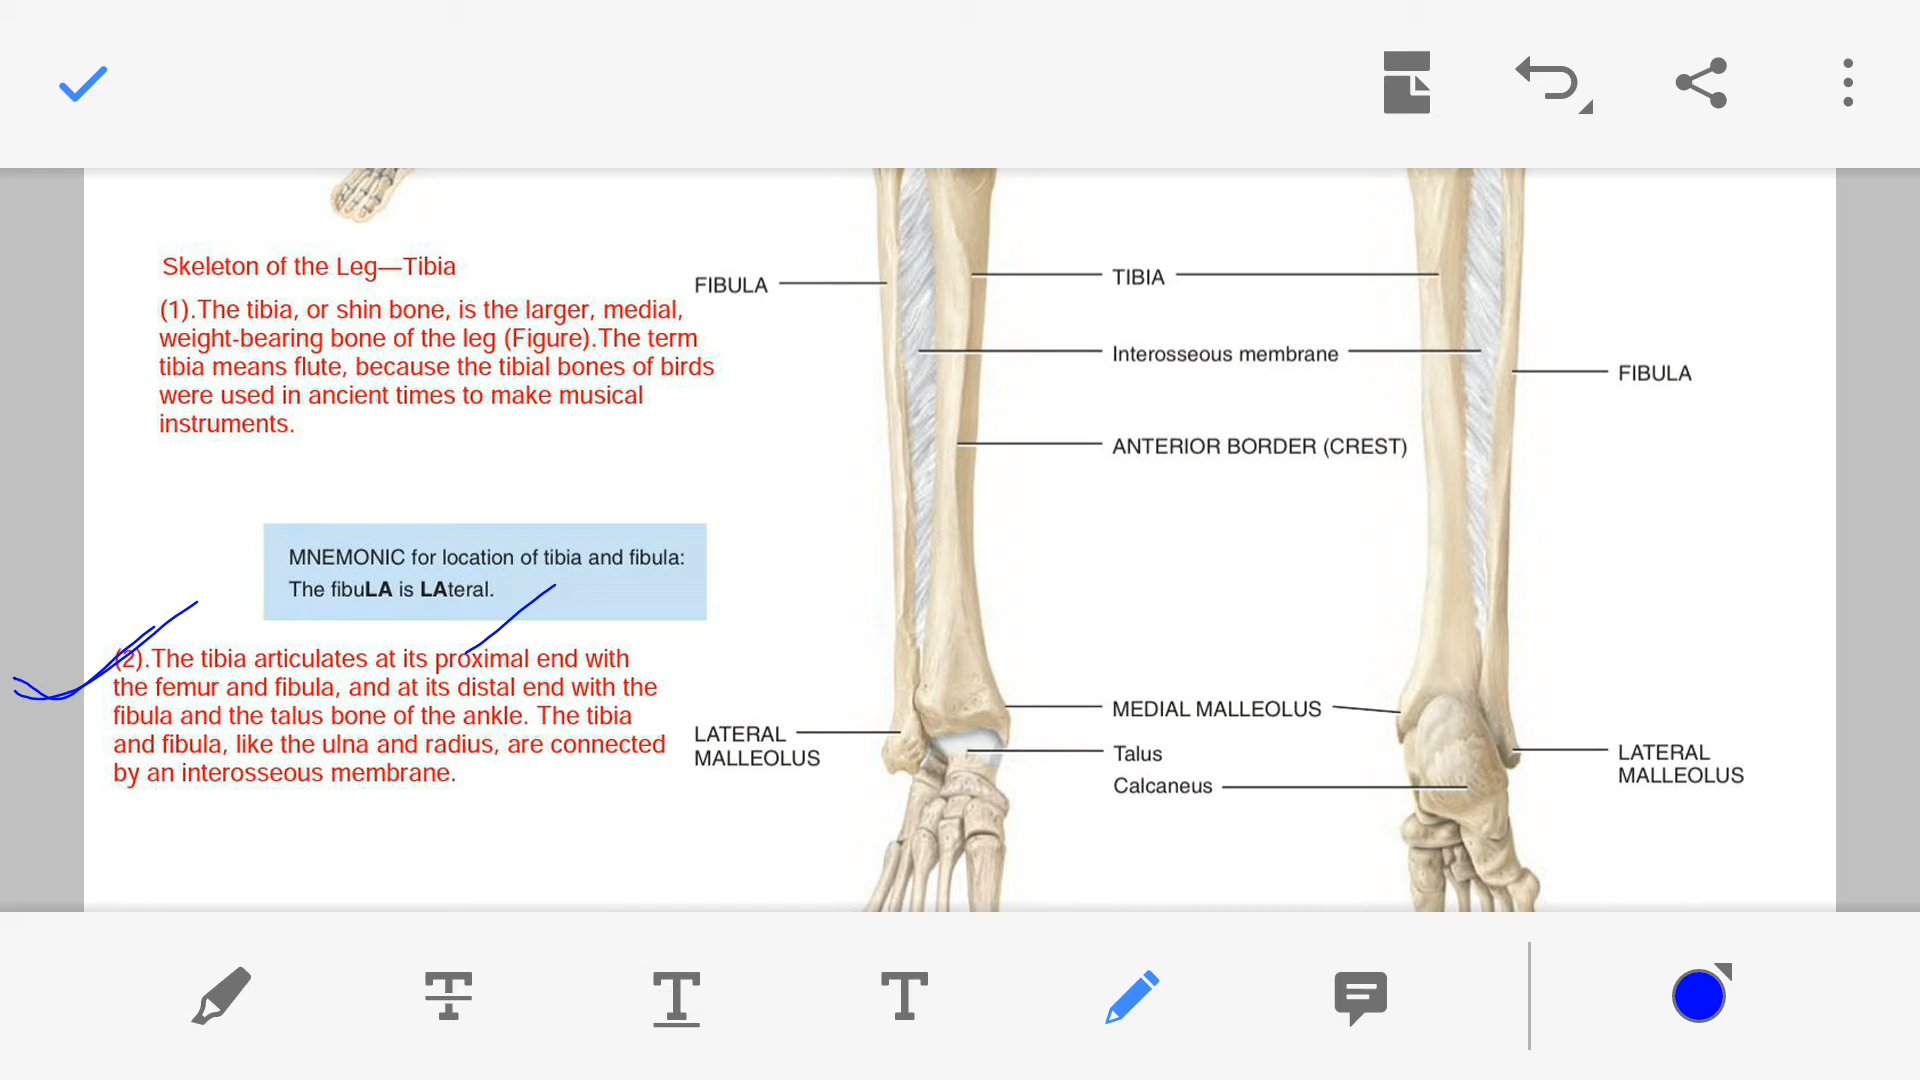 Skeleton of the Leg—Tibia
(1).The tibia, or shin bone, is the larger, medial,
weight-bearing bone of the leg (Figure).The term
tibia means flute, because the tibial bones of birds
were used in ancient times to make musical
instruments.
MNEMONIC for location of tibia and fibula:
The fibuLA is LAteral.
(2).The tibia articulates at its proximal end with
the femur and fibula, and at its distal end with the
fibula and the talus bone of the ankle. The tibia
and fibula, like the ulna and radius, are connected
by an interosseous membrane.
FIBULA
LATERAL
MALLEOLUS
TIBIA
Interosseous membrane
ANTERIOR BORDER (CREST)
MEDIAL MALLEOLUS
Talus
Calcaneus
FIBULA
LATERAL
MALLEOLUS